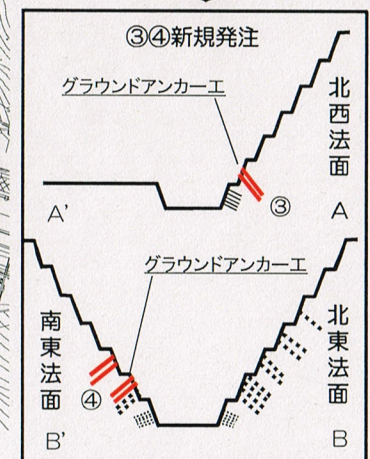 ③④新規発注
グラウンドアンカー工
北西法面
③
A'
A
グラウンドアンカー工
南東法面
北東法面
④
B'
B